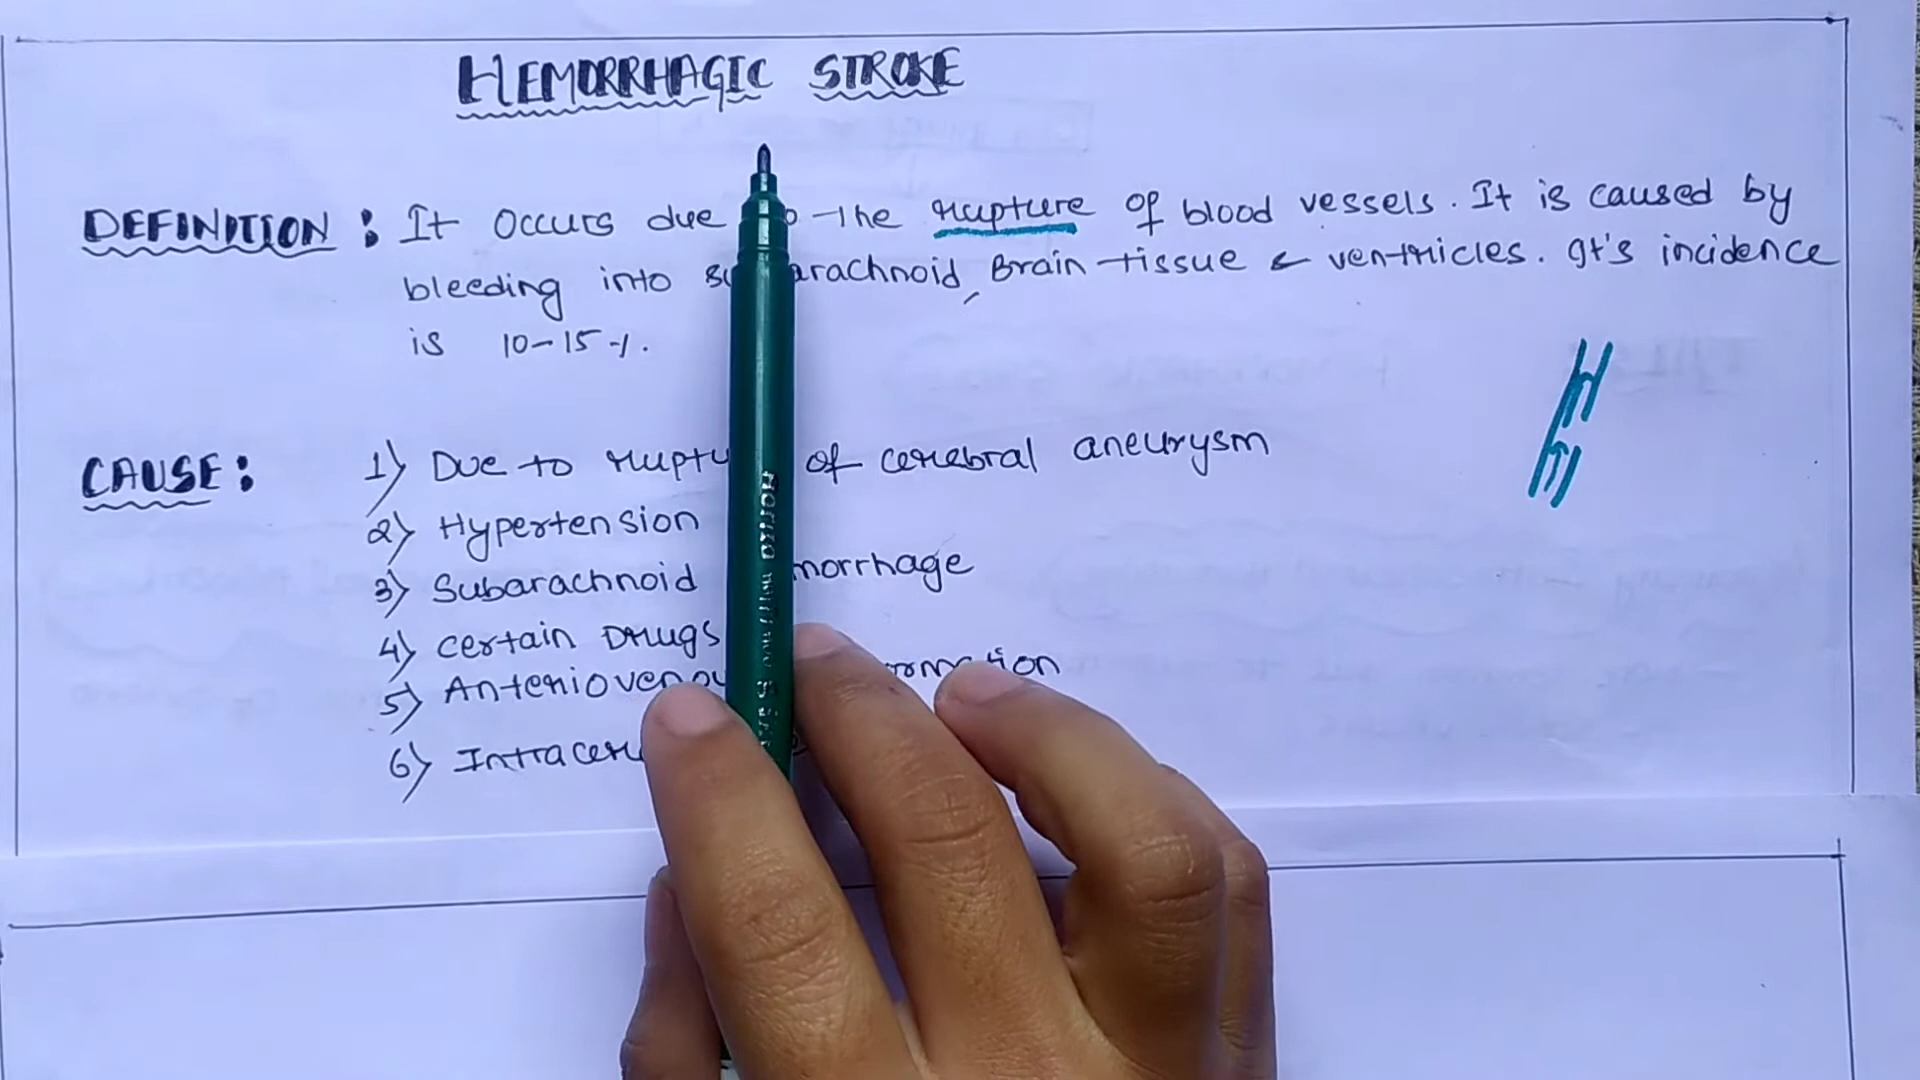 HEMORRHAGIC STROKE
DEFINITION : It occurs due the rupture of blood vessels. It is caused by
bleeding into Brain tissue & ventricles. It's incidence
is 10-15%.
CAUSE : 1) Due to of cerebral aneurysm
2) Hypertension
3) Subarachnoid
4) Certain Drugs
5)
6)